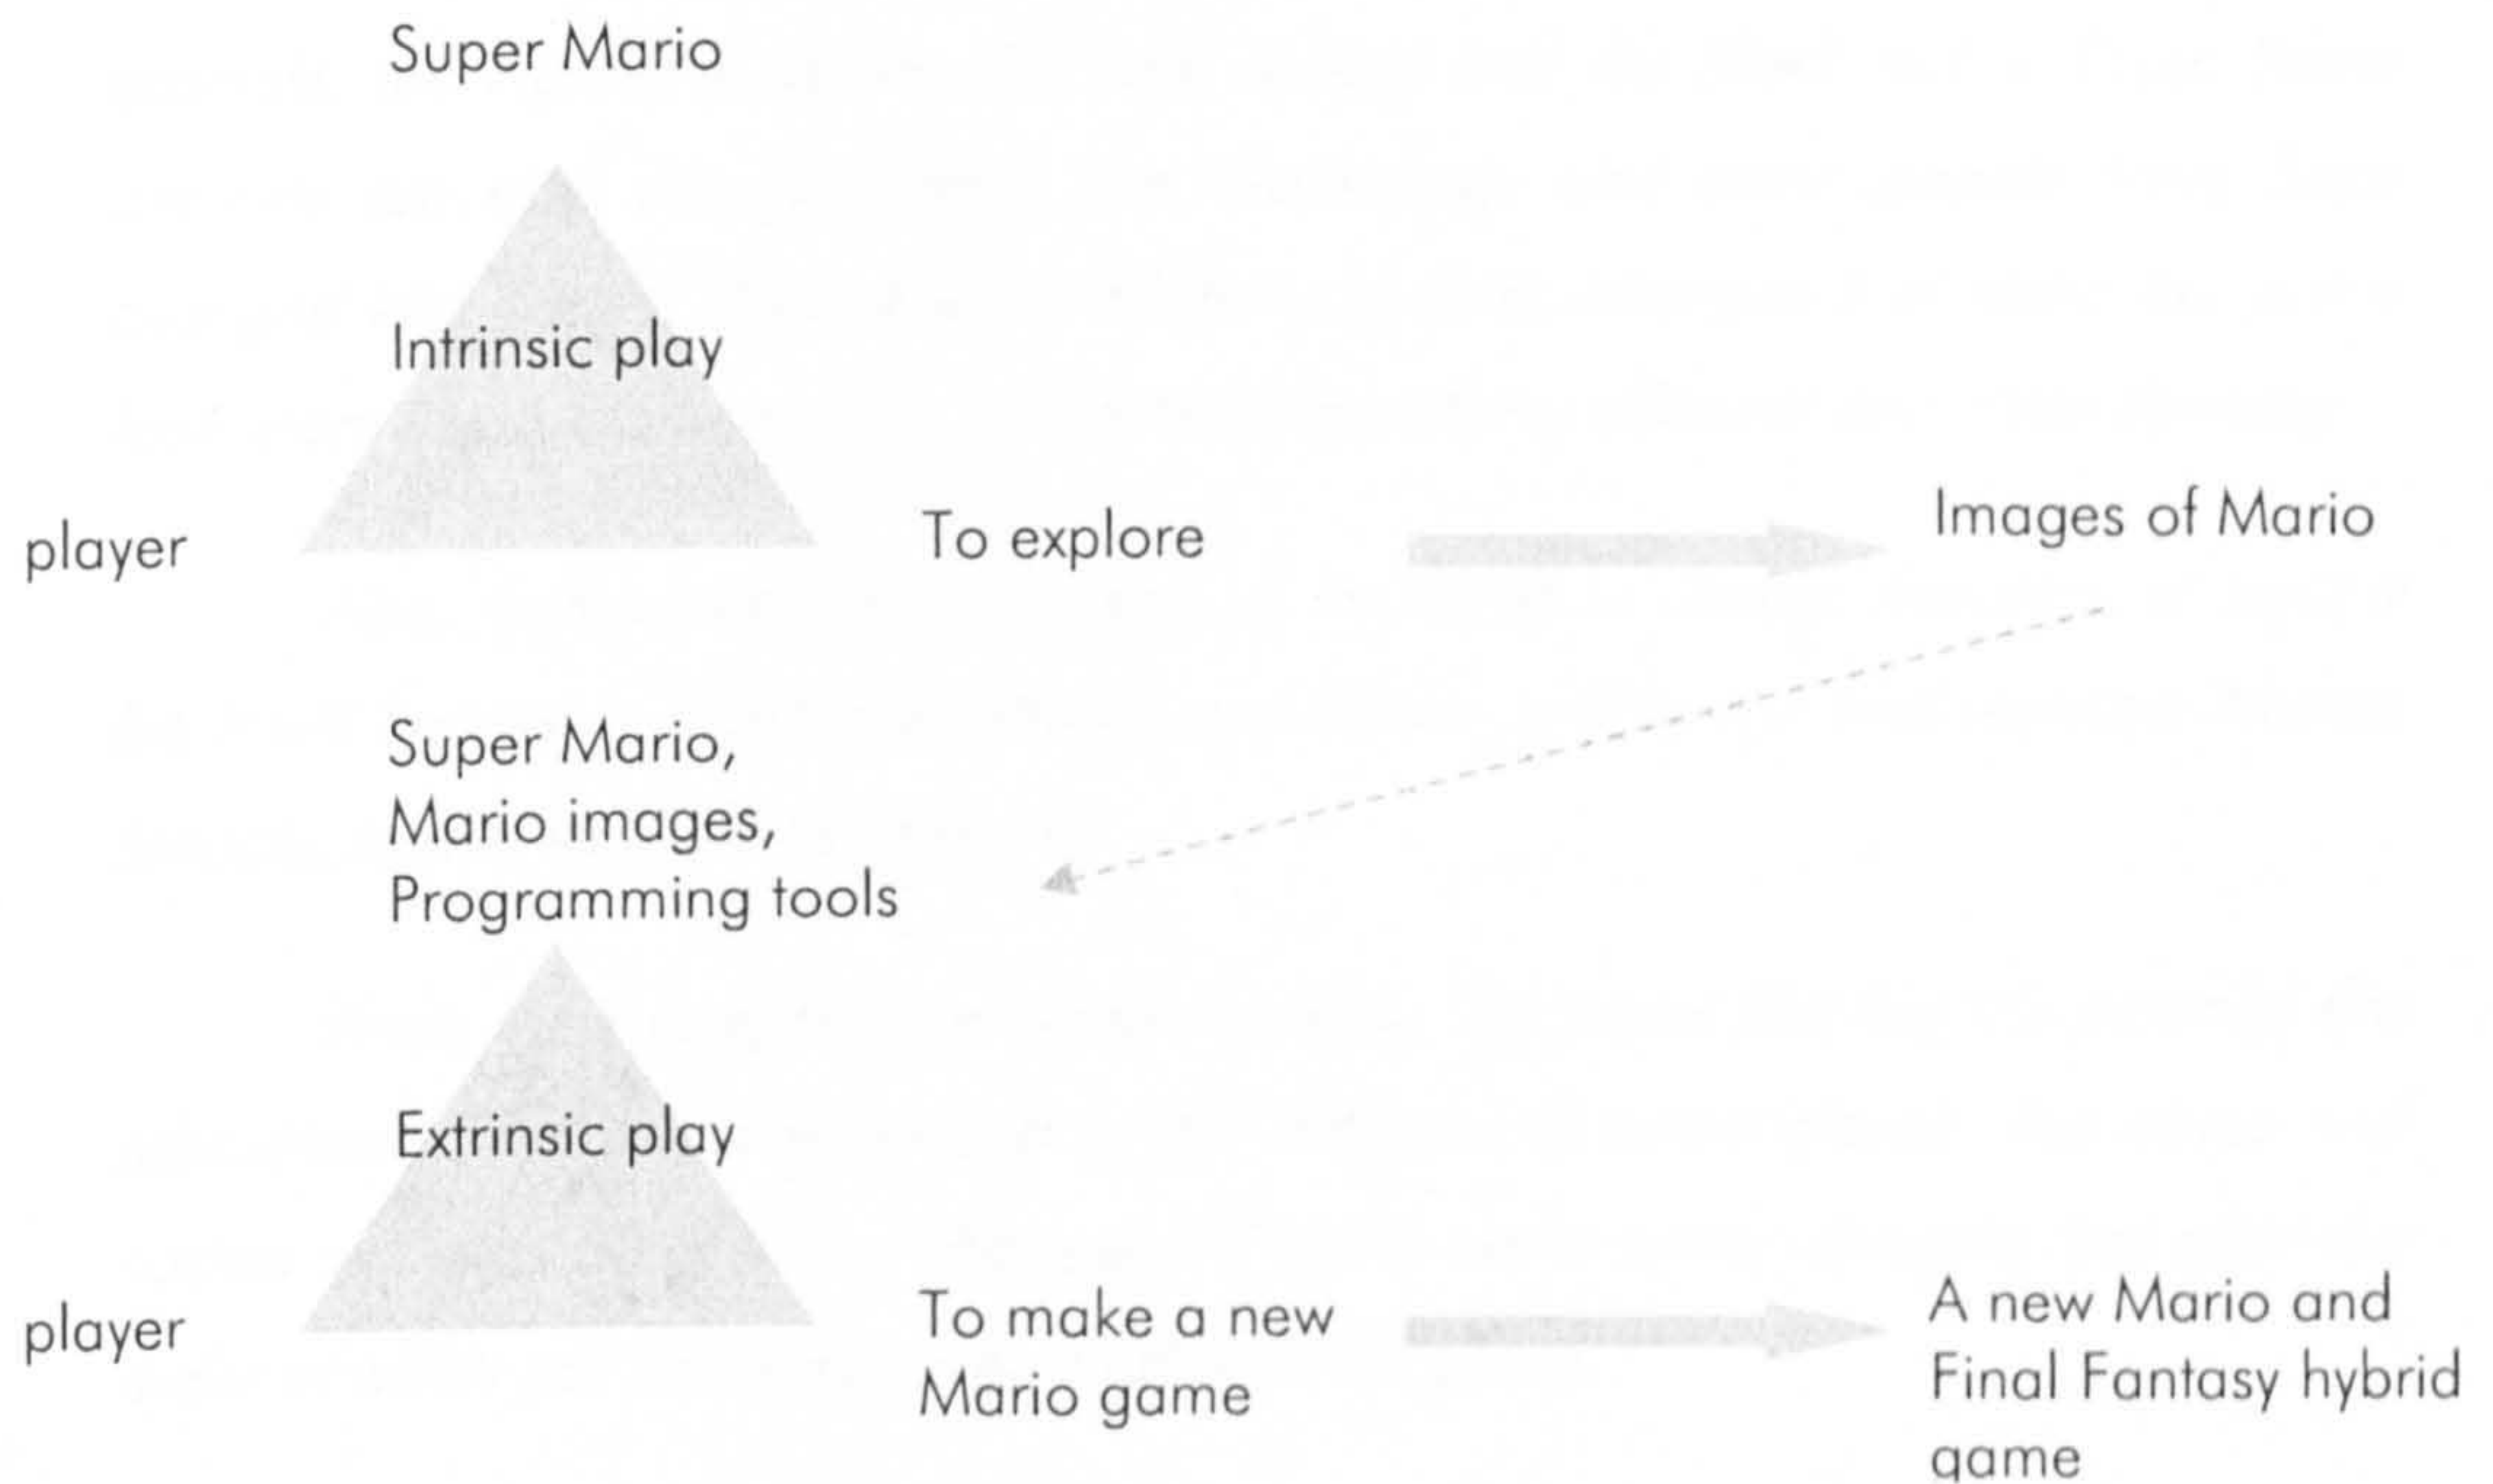 Super Mario
Intrinsic play
player
To explore
Images of Mario
Super Mario,
Mario images,
Programming tools
Extrinsic play
player
To make a new
Mario game
A new Mario and
Final Fantasy hybrid
game